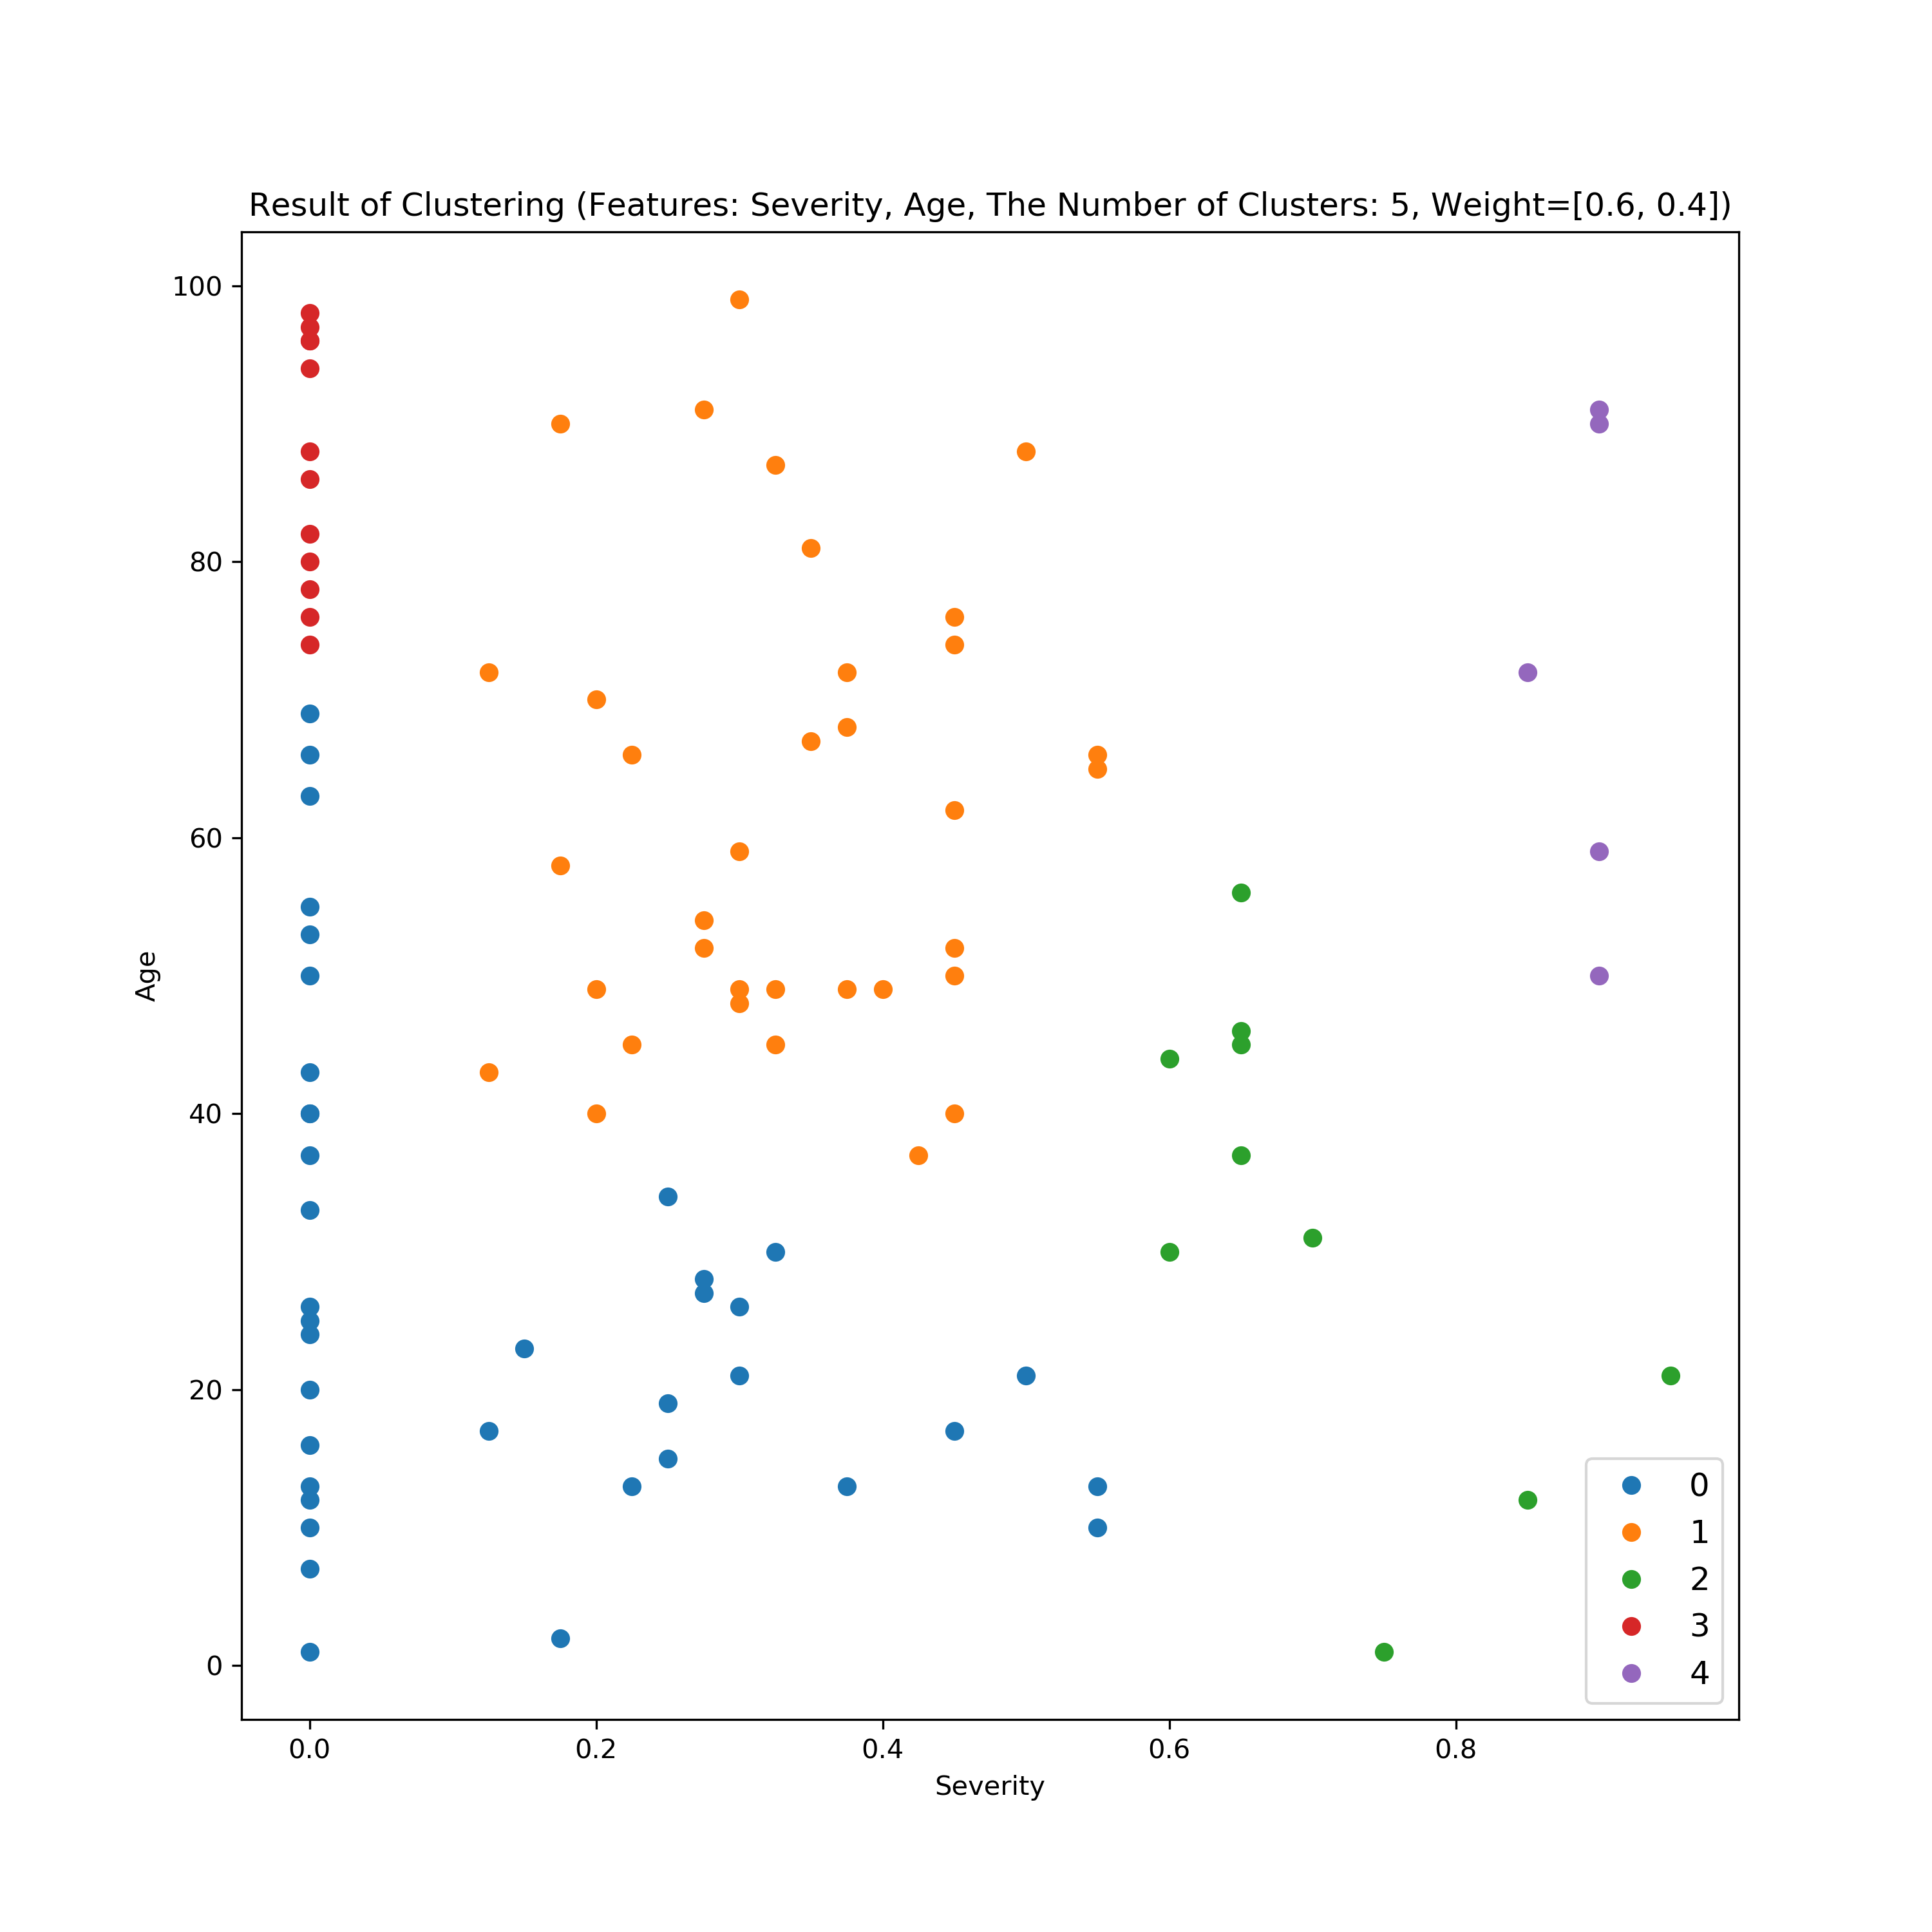 Result of Clustering (Features: Severity, Age, The Number of Clusters: 5, Weight=[0.6, 0.4])
100
80
60
40
20
0
Age
0.0 0.2 0.4 0.6 0.8
Severity
0
1
2
3
4